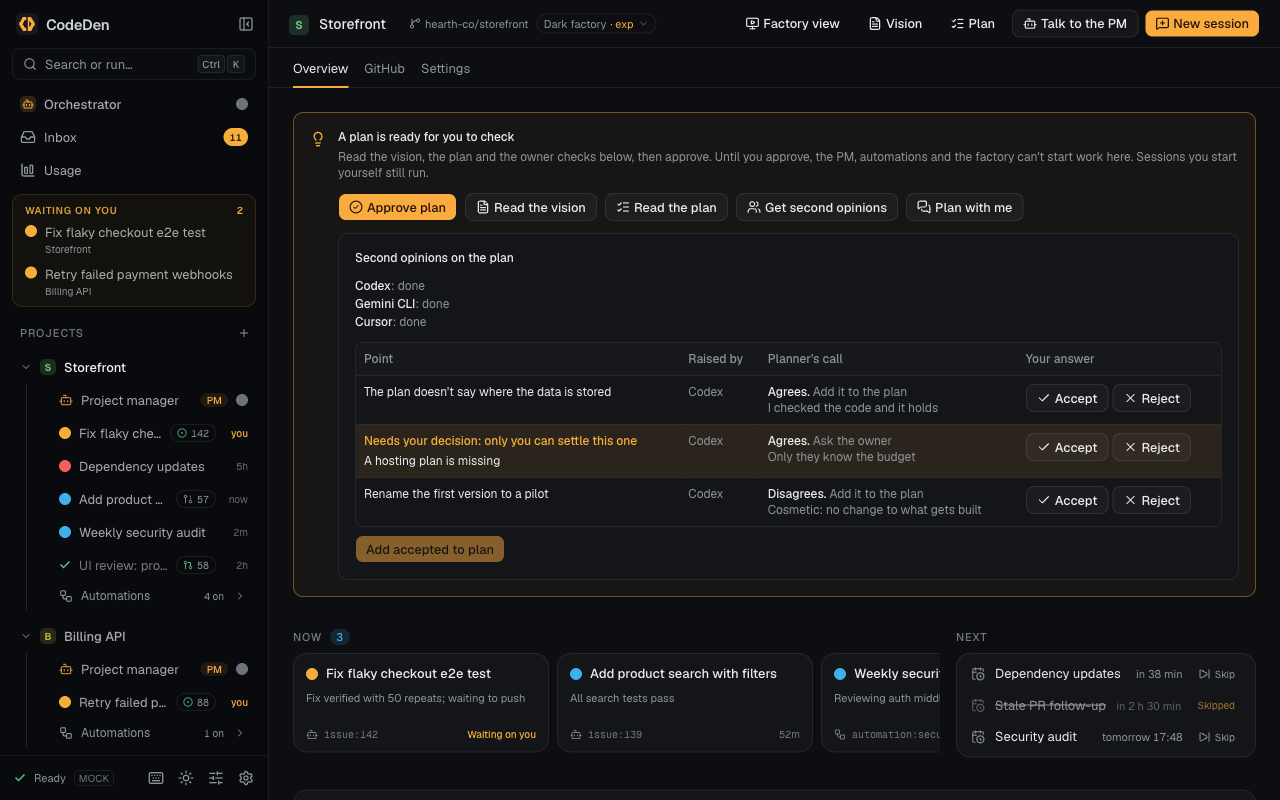 CodeDen
Search or run… Ctrl K
Orchestrator
Inbox 11
Usage
WAITING ON YOU 2
Fix flaky checkout e2e test
Storefront
Retry failed payment webhooks
Billing API
PROJECTS
S Storefront
Project manager PM
Fix flaky che… 142 you
Dependency updates 5h
Add product … 57 now
Weekly security audit 2m
UI review: pro… 58 2h
Automations 4 on
B Billing API
Project manager PM
Retry failed p… 88 you
Automations 1 on
Ready MOCK
S Storefront hearth-co/storefront Dark factory · exp
Factory view Vision Plan Talk to the PM New session
Overview GitHub Settings
A plan is ready for you to check
Read the vision, the plan and the owner checks below, then approve. Until you approve, the PM, automations and the factory can't start work here. Sessions you start
yourself still run.
Approve plan Read the vision Read the plan Get second opinions Plan with me
Second opinions on the plan
Codex: done
Gemini CLI: done
Cursor: done
Point Raised by Planner's call Your answer
The plan doesn't say where the data is stored Codex Agrees. Add it to the plan Accept Reject
I checked the code and it holds
Needs your decision: only you can settle this one Codex Agrees. Ask the owner Accept Reject
A hosting plan is missing Only they know the budget
Rename the first version to a pilot Codex Disagrees. Add it to the plan Accept Reject
Cosmetic: no change to what gets built
Add accepted to plan
NOW 3
Fix flaky checkout e2e test
Fix verified with 50 repeats; waiting to push
issue:142 Waiting on you
Add product search with filters
All search tests pass
issue:139 52m
Weekly securi
Reviewing auth middl
automation:secu
NEXT
Dependency updates in 38 min Skip
Stale PR follow-up in 2 h 30 min Skipped
Security audit tomorrow 17:48 Skip